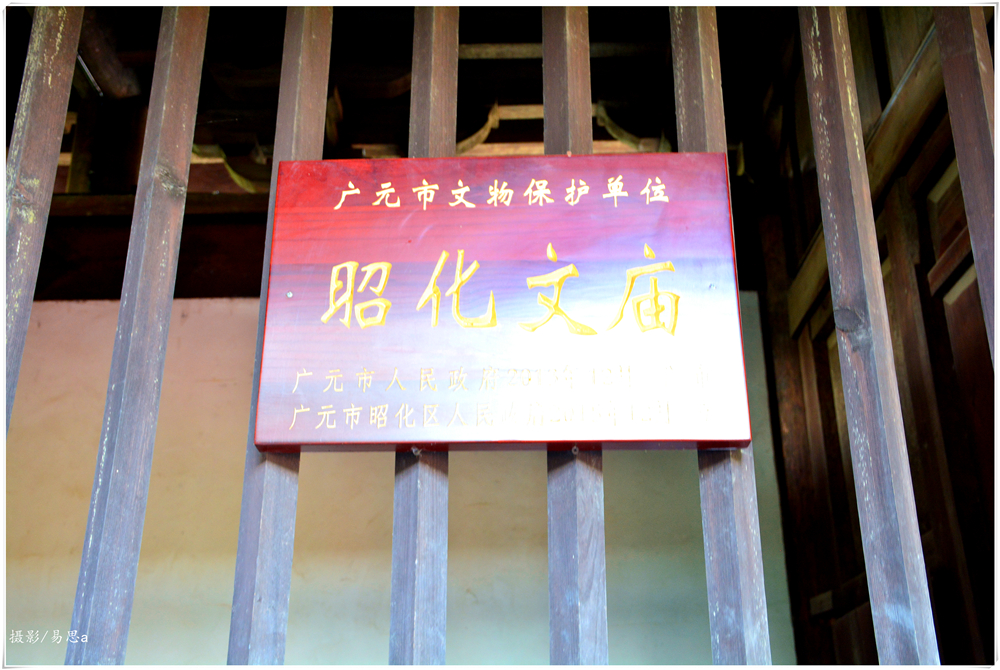 广元市文物保护单位
昭化文庙
广元市人民政府
广元市昭化区人民
摄影/易思a